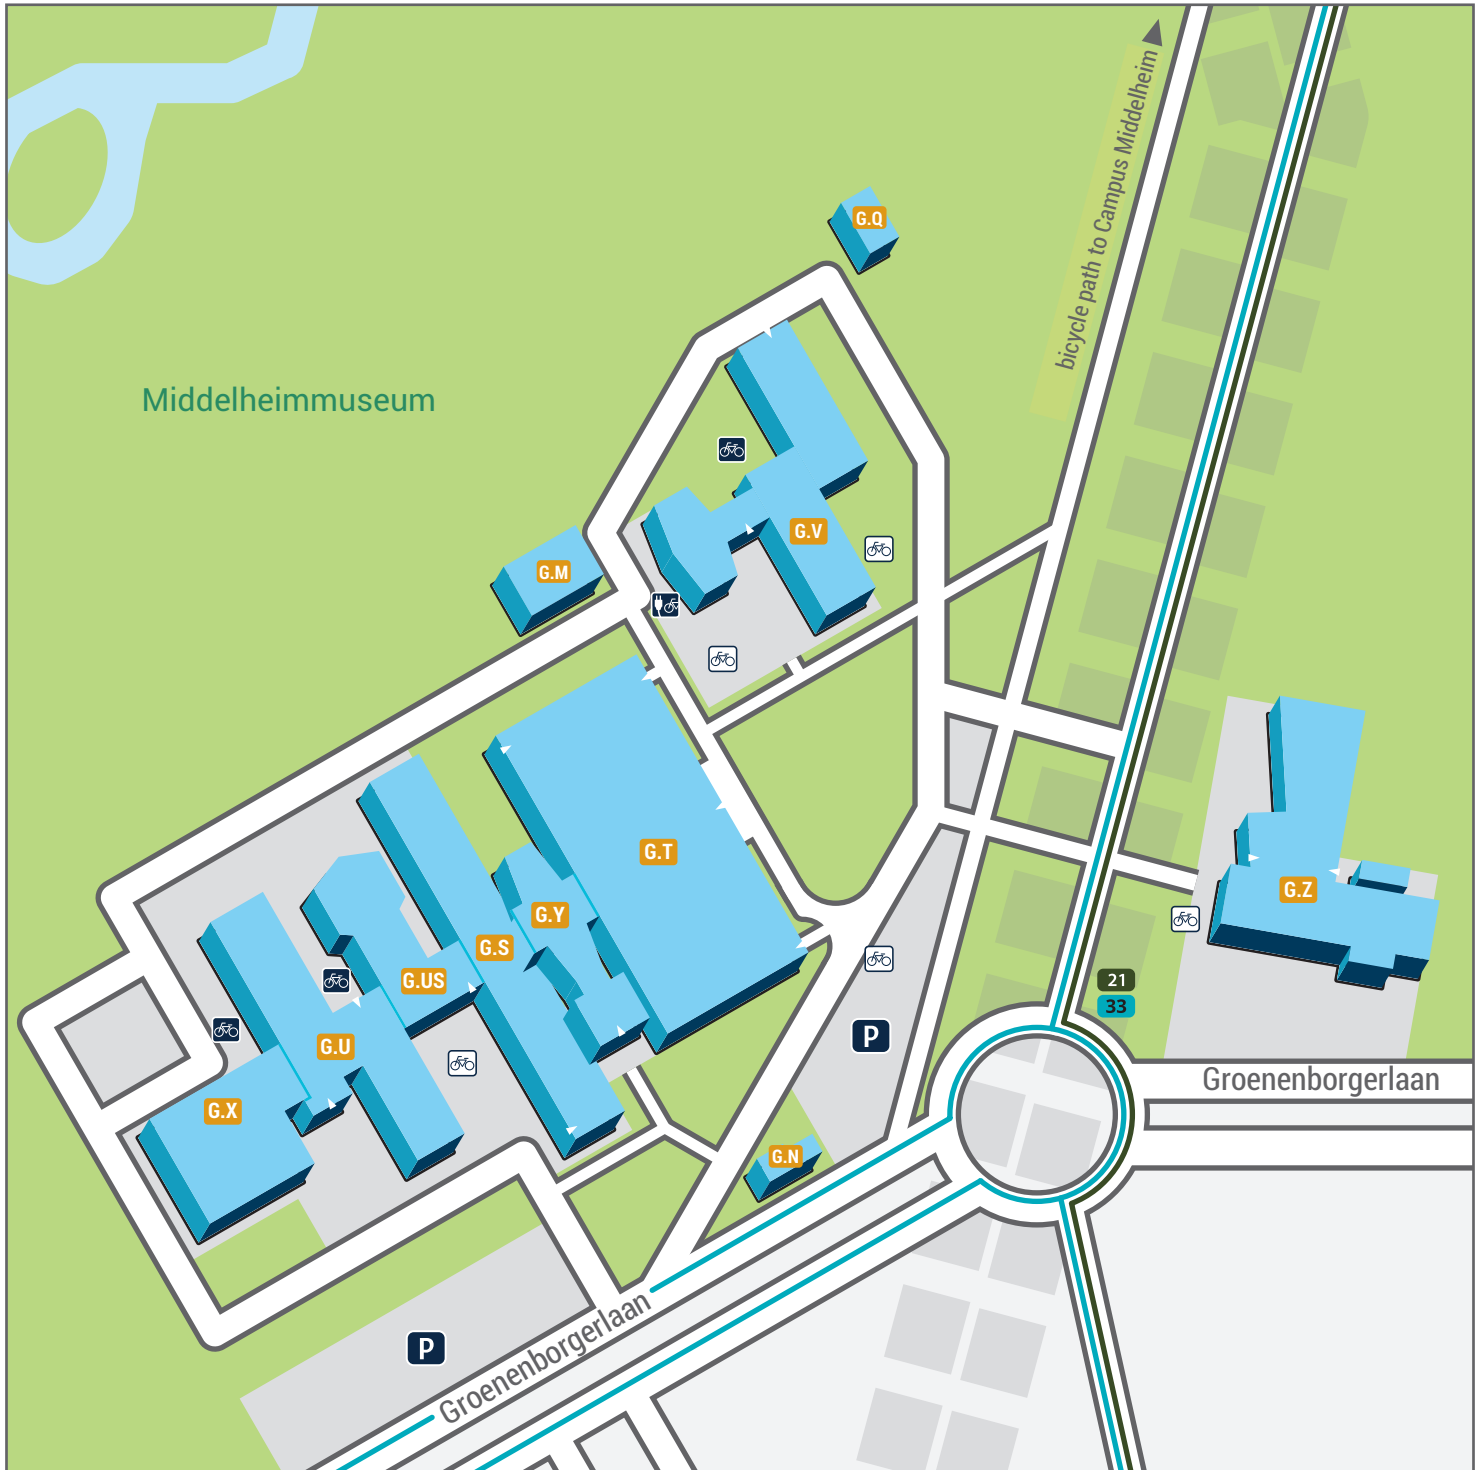 bicycle path to Campus Middelheim
G.Q
Middelheimmuseum
G.V
G.M
G.T
G.Z
G.Y
G.S
G.US
21
33
P
G.U
Groenenborgerlaan
G.X
G.N
P
Groenenborgerlaan